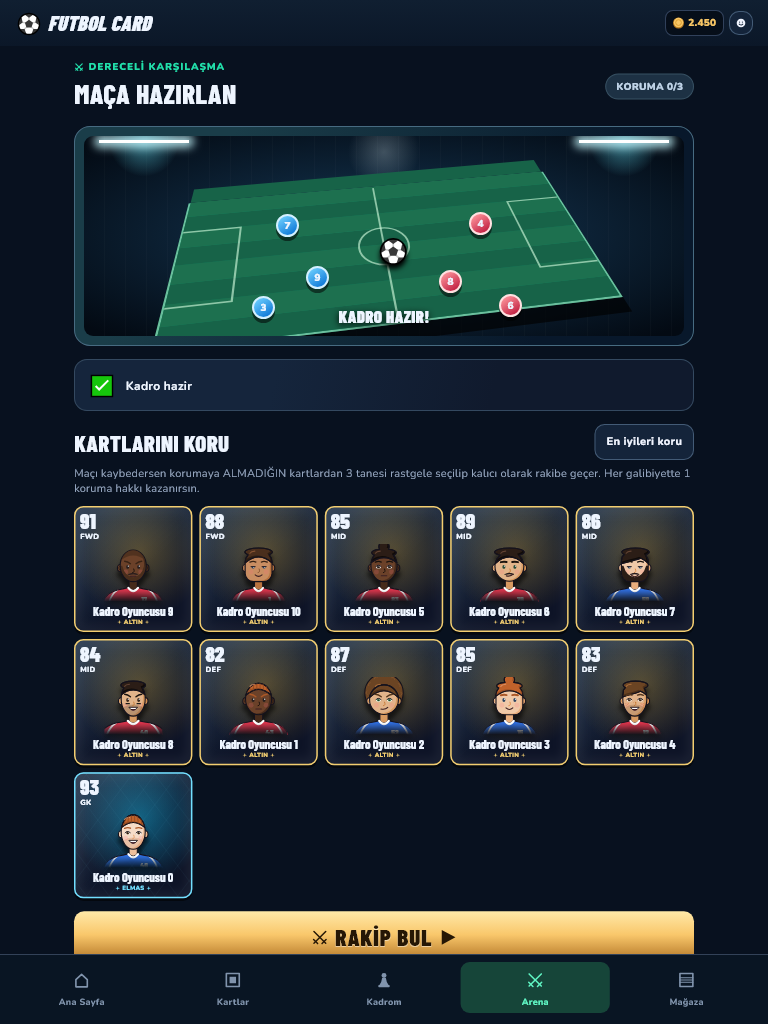 FUTBOL CARD
2.450
DERECELİ KARŞILAŞMA
MAÇA HAZIRLAN
KORUMA 0/3
7
4
9
8
3
6
KADRO HAZIR!
Kadro hazir
KARTLARINI KORU
En iyileri koru
Maçı kaybedersen korumaya ALMADIĞIN kartlardan 3 tanesi rastgele seçilip kalıcı olarak rakibe geçer. Her galibiyette 1
koruma hakkı kazanırsın.
91
FWD
Kadro Oyuncusu 9
ALTIN
88
FWD
Kadro Oyuncusu 10
ALTIN
85
MID
Kadro Oyuncusu 5
ALTIN
89
MID
Kadro Oyuncusu 6
ALTIN
86
MID
Kadro Oyuncusu 7
ALTIN
84
MID
Kadro Oyuncusu 8
ALTIN
82
DEF
Kadro Oyuncusu 1
ALTIN
87
DEF
Kadro Oyuncusu 2
ALTIN
85
DEF
Kadro Oyuncusu 3
ALTIN
83
DEF
Kadro Oyuncusu 4
ALTIN
93
GK
Kadro Oyuncusu 0
ELMAS
RAKİP BUL
Ana Sayfa
Kartlar
Kadrom
Arena
Mağaza